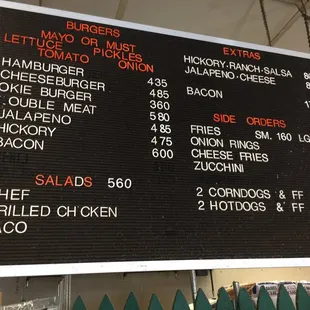 BURGERS
MAYO OR MUST
LETTUCE PICKLES
TOMATO ONION
HAMBURGER 435
CHEESEBURGER 485
OKIE BURGER 360
OUBLE MEAT 580
JALAPENO 485
HICKORY 475
BACON 600
SALADS 560
HEF
RILLED CHICKEN
ACO
EXTRAS
HICKORY.RANCH.SALSA
JALAPENO.CHEESE
BACON
SIDE ORDERS
FRIES SM. 160 LG
ONION RINGS
CHEESE FRIES
ZUCCHINI
2 CORNDOGS & FF
2 HOTDOGS & FF